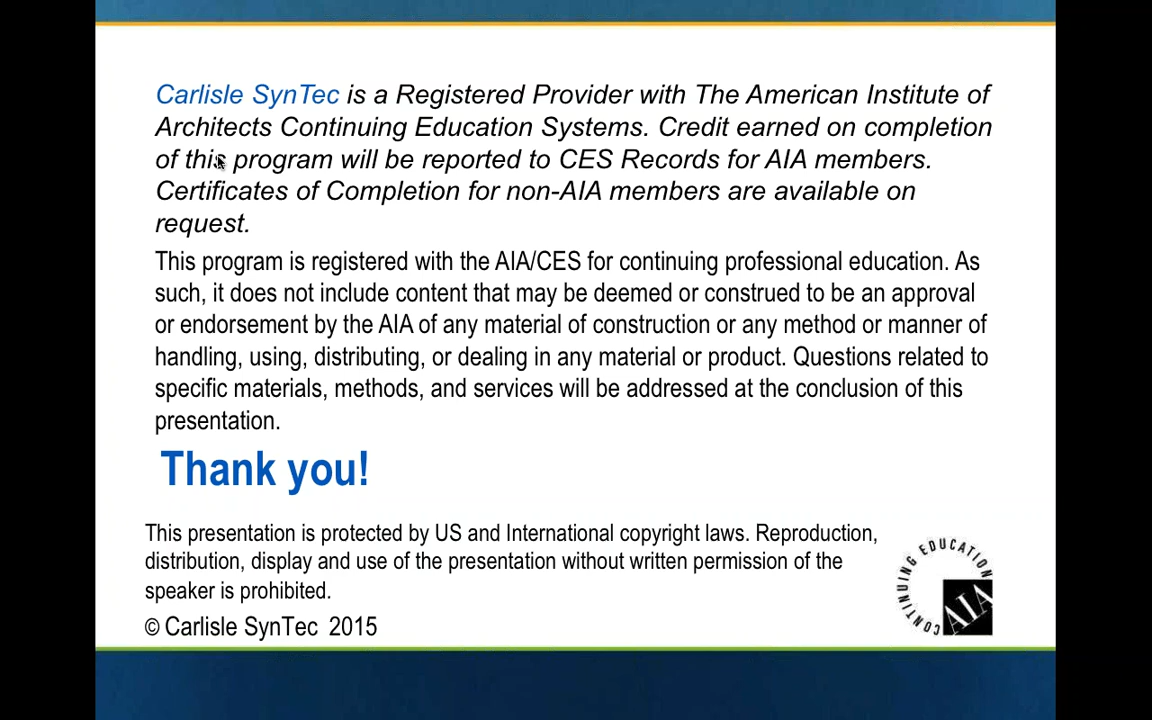 Carlisle SynTec is a Registered Provider with The American Institute of
Architects Continuing Education Systems. Credit earned on completion
of this program will be reported to CES Records for AIA members.
Certificates of Completion for non-AIA members are available on
request.
This program is registered with the AIA/CES for continuing professional education. As
such, it does not include content that may be deemed or construed to be an approval
or endorsement by the AIA of any material of construction or any method or manner of
handling, using, distributing, or dealing in any material or product. Questions related to
specific materials, methods, and services will be addressed at the conclusion of this
presentation.
Thank you!
This presentation is protected by US and International copyright laws. Reproduction,
distribution, display and use of the presentation without written permission of the
speaker is prohibited.
© Carlisle SynTec 2015
CONTINUING EDUCATION
AIA